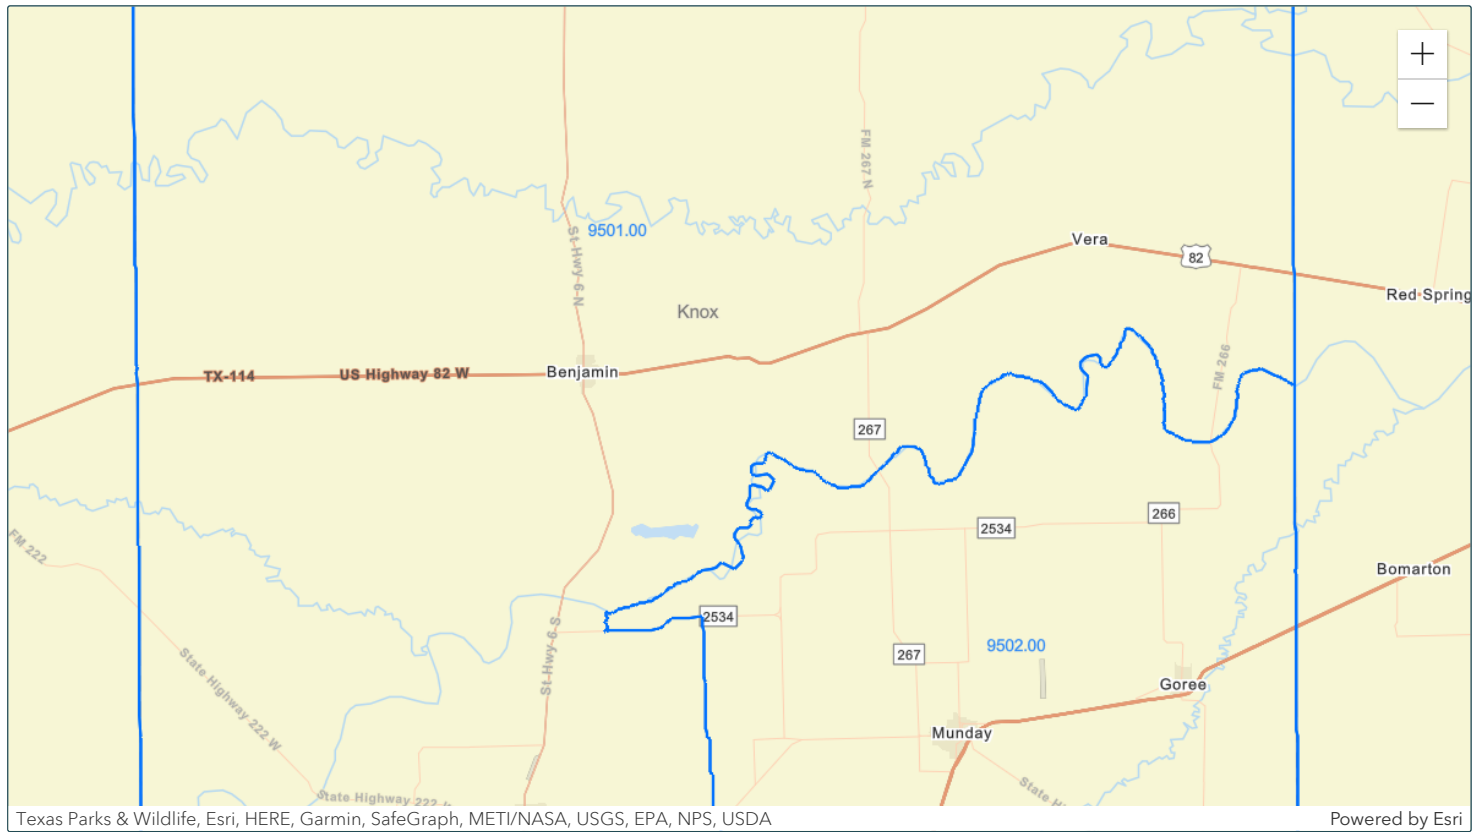 +
−
FM 267 N
9501.00
St Hwy 6 N
Vera
82
Red Spring
Knox
TX-114
US Highway 82 W
Benjamin
FM 266
267
266
2534
FM 222
Bomarton
2534
St Hwy 6 S
267
9502.00
State Highway 222 W
Goree
Munday
State Hwy
State Highway 222 W
Texas Parks & Wildlife, Esri, HERE, Garmin, SafeGraph, METI/NASA, USGS, EPA, NPS, USDA
Powered by Esri